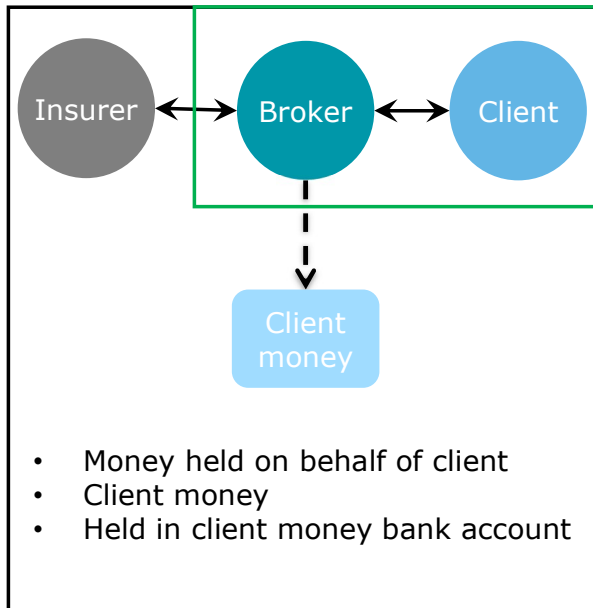 Insurer
Broker
Client
Client
money
• Money held on behalf of client
• Client money
• Held in client money bank account